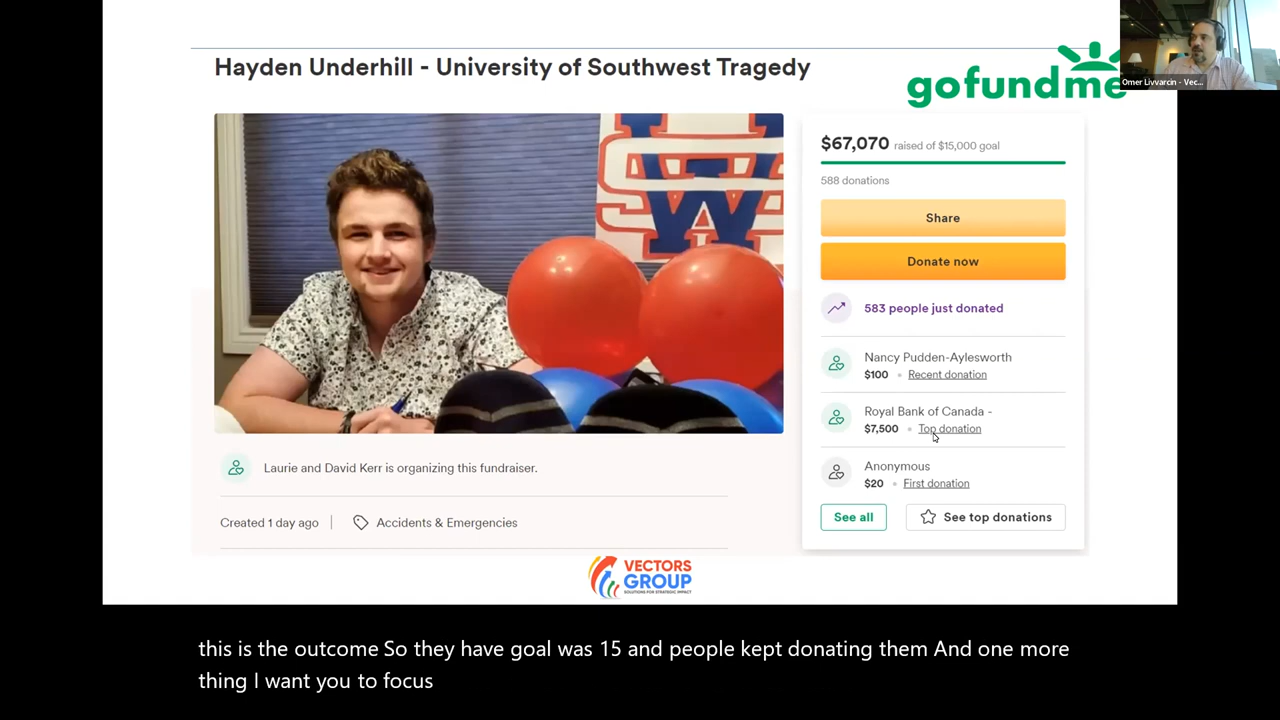 Hayden Underhill - University of Southwest Tragedy
gofundme
Omer Livvarcin - Vec...
$67,070 raised of $15,000 goal
588 donations
Share
Donate now
583 people just donated
Nancy Pudden-Aylesworth
$100 • Recent donation
Royal Bank of Canada -
$7,500 • Top donation
Anonymous
$20 • First donation
See all
See top donations
SW
Laurie and David Kerr is organizing this fundraiser.
Created 1 day ago | Accidents & Emergencies
VECTORS
GROUP
SOLUTIONS FOR STRATEGIC IMPACT
this is the outcome So they have goal was 15 and people kept donating them And one more
thing I want you to focus